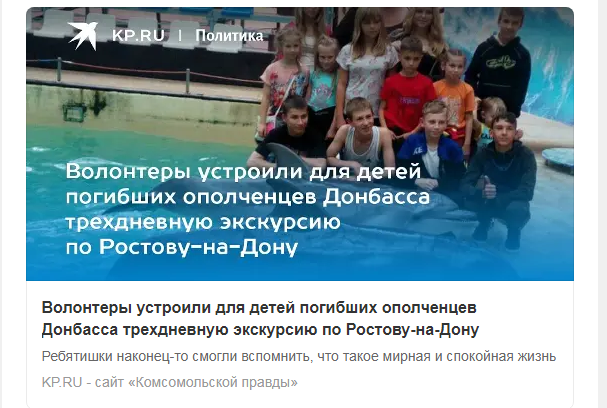 KP.RU | Политика
Волонтеры устроили для детей
погибших ополченцев Донбасса
трехдневную экскурсию
по Ростову-на-Дону
Волонтеры устроили для детей погибших ополченцев
Донбасса трехдневную экскурсию по Ростову-на-Дону
Ребятишки наконец-то смогли вспомнить, что такое мирная и спокойная жизнь
KP.RU - сайт «Комсомольской правды»